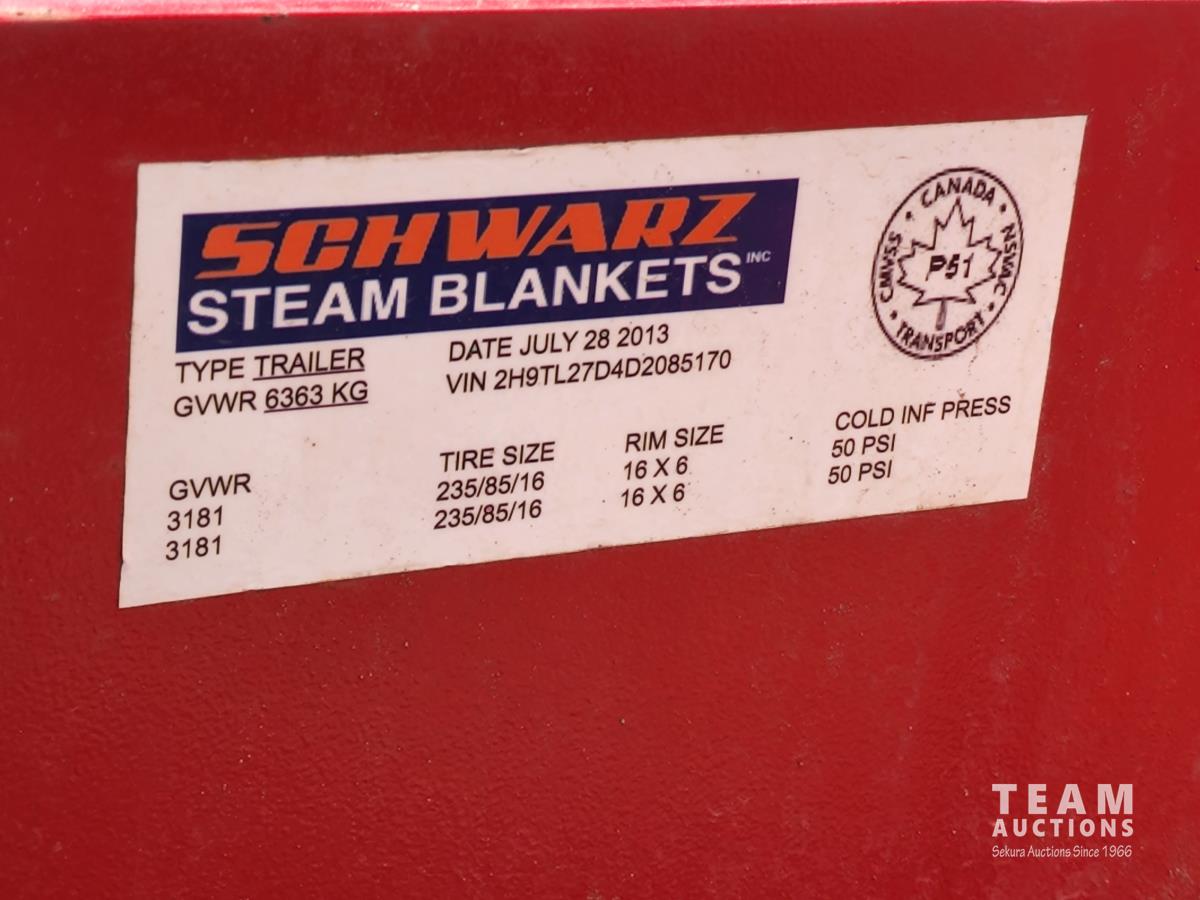 SCHWARZ
STEAM BLANKETS INC
TYPE TRAILER DATE JULY 28 2013
GVWR 6363 KG VIN 2H9TL27D4D2085170
GVWR TIRE SIZE RIM SIZE COLD INF PRESS
3181 235/85/16 16 X 6 50 PSI
3181 235/85/16 16 X 6 50 PSI
CANADA
CMVSS P51 NSVAC
TRANSPORT
TEAM
AUCTIONS
Sekura Auctions Since 1966